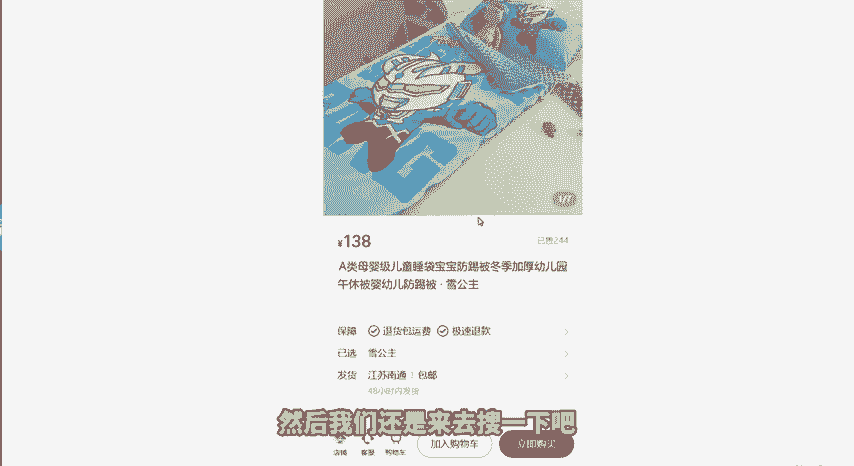 ¥138
已售244
A类母婴级儿童睡袋宝宝防踢被冬季加厚幼儿园
午休被婴幼儿防踢被·雪公主
保障 退货包运费 极速退款
已选 雪公主
发货 江苏南通 | 包邮
48小时内发货
然后我们还是来去搜一下吧
店铺 客服 购物车 加入购物车 立即购买